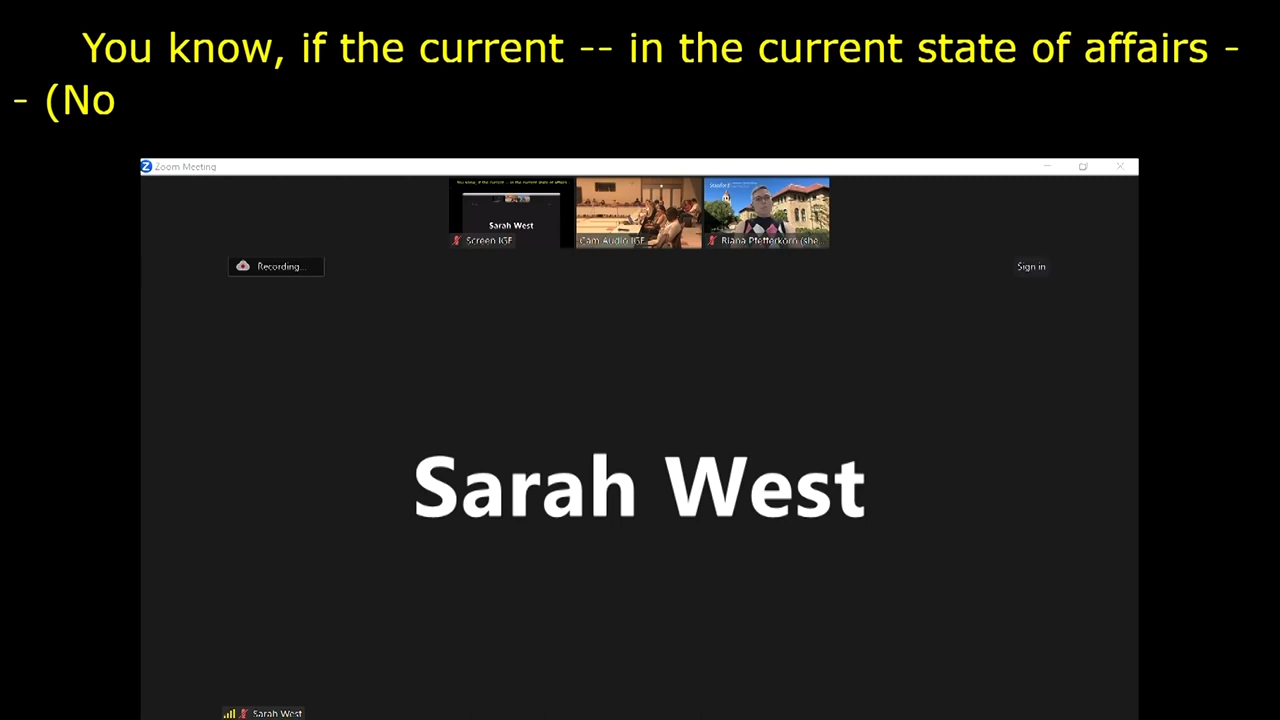 You know, if the current -- in the current state of affairs -
- (No
Zoom Meeting
Sarah West
Screen IGF
Cam Audio IGF
Riana Pfefferkorn (she...
Recording...
Sign in
Sarah West
Sarah West